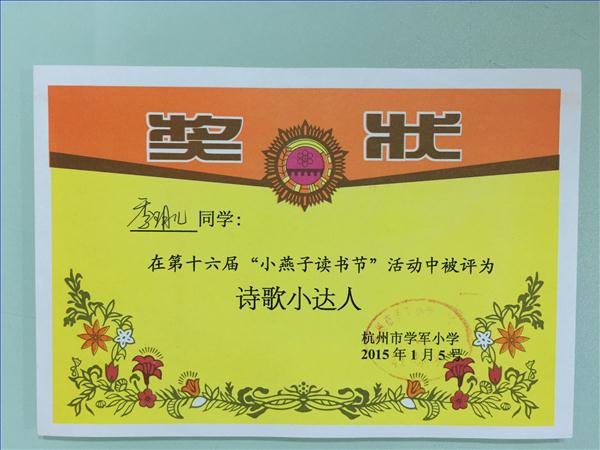 奖状
同学:
在第十六届“小燕子读书节”活动中被评为
诗歌小达人
杭州市学军小学
2015年1月5号